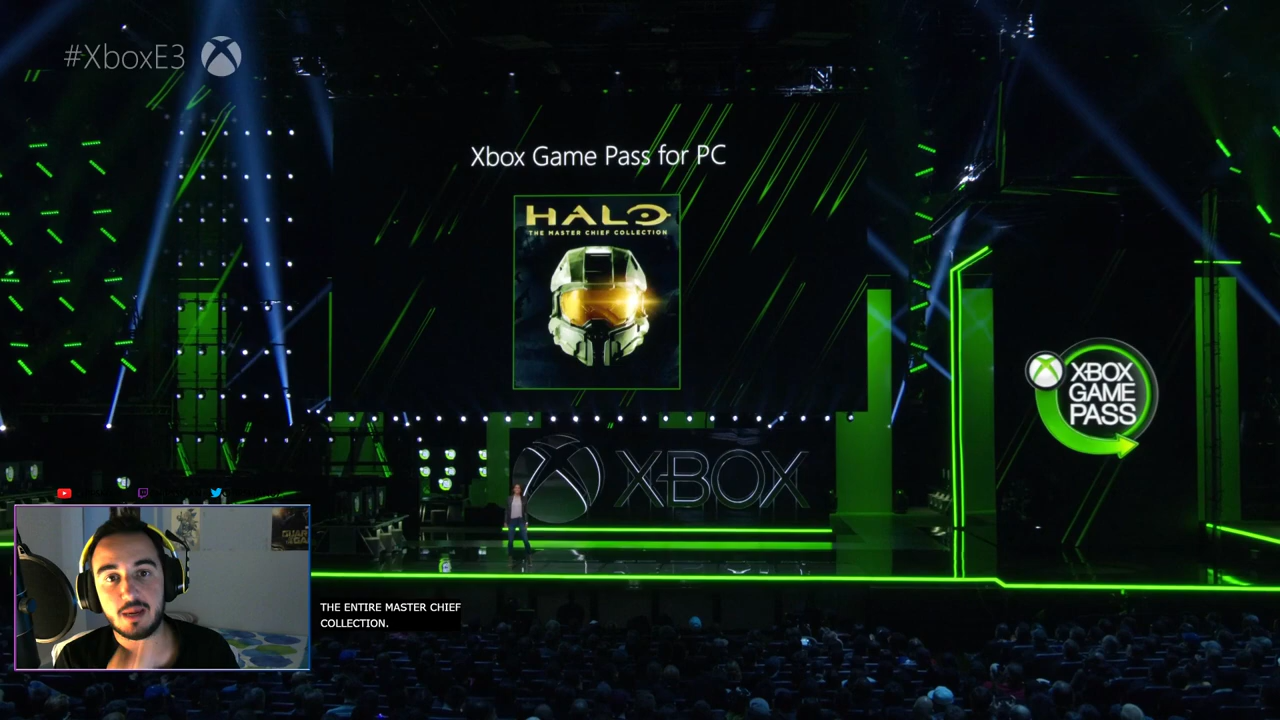 #XboxE3
Xbox Game Pass for PC
HALO
THE MASTER CHIEF COLLECTION
XBOX
GAME
PASS
XBOX
THE ENTIRE MASTER CHIEF
COLLECTION.